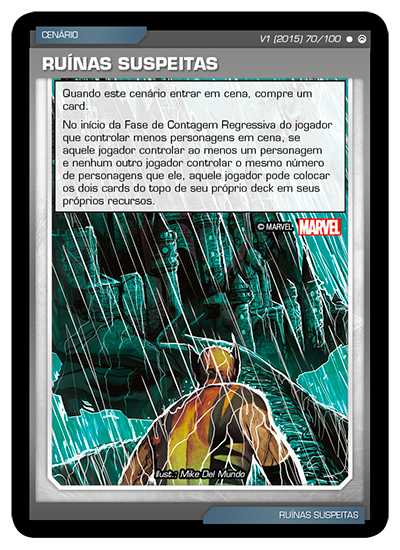 CENÁRIO
V1 (2015) 70/100
RUÍNAS SUSPEITAS
Quando este cenário entrar em cena, compre um
card.
No início da Fase de Contagem Regressiva do jogador
que controlar menos personagens em cena, se
aquele jogador controlar ao menos um personagem
e nenhum outro jogador controlar o mesmo número
de personagens que ele, aquele jogador pode colocar
os dois cards do topo de seu próprio deck em seus
próprios recursos.
© MARVEL MARVEL
Ilust.: Mike Del Mundo
RUÍNAS SUSPEITAS